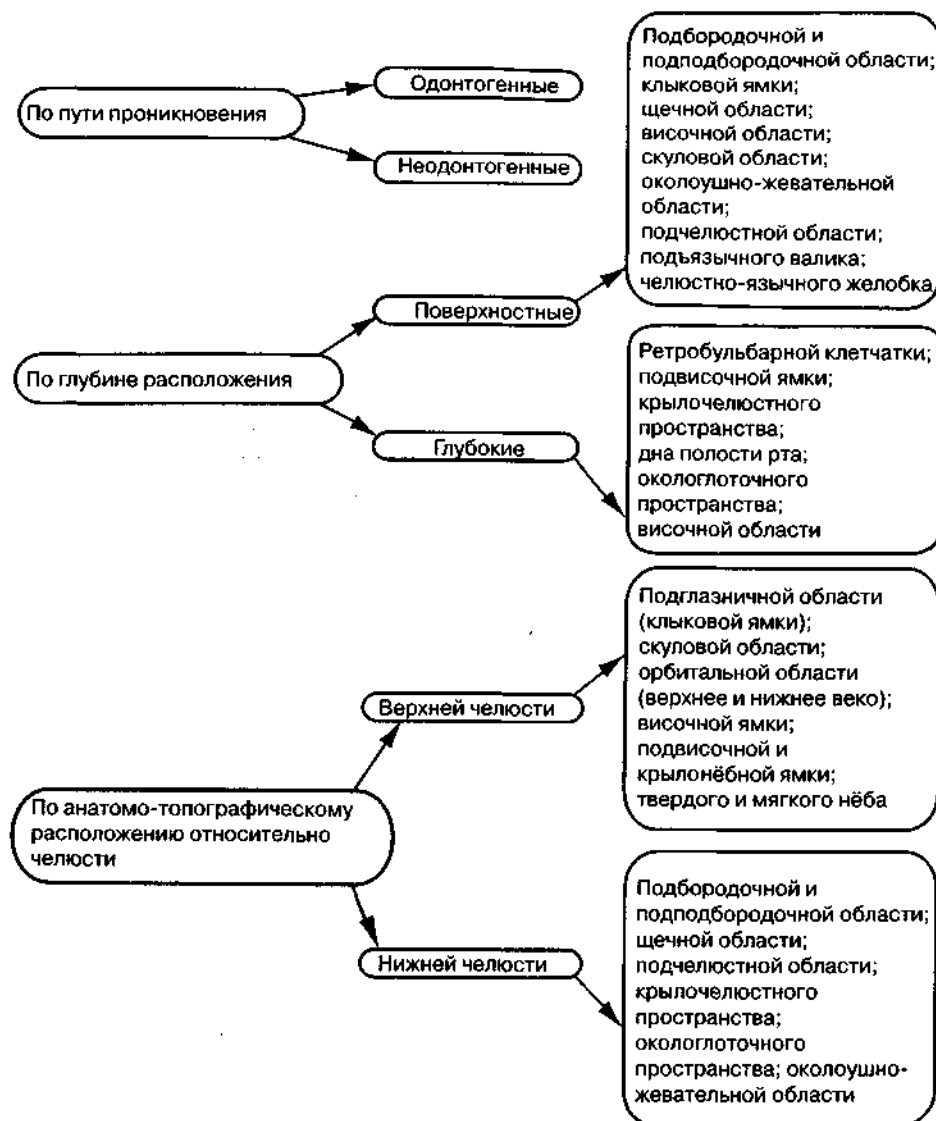 По пути проникновения
Одонтогенные
Неодонтогенные
По глубине расположения
Поверхностные
Подбородочной и
подподбородочной области;
клыковой ямки;
щечной области;
височной области;
скуловой области;
околоушно-жевательной
области;
подчелюстной области;
подъязычного валика;
челюстно-язычного желобка
Глубокие
Ретробульбарной клетчатки;
подвисочной ямки;
крылочелюстного
пространства;
дна полости рта;
окологлоточного
пространства;
височной области
По анатомо-топографическому
расположению относительно
челюсти
Верхней челюсти
Подглазничной области
(клыковой ямки);
скуловой области;
орбитальной области
(верхнее и нижнее веко);
височной ямки;
подвисочной и
крылонёбной ямки;
твердого и мягкого нёба
Нижней челюсти
Подбородочной и
подподбородочной области;
щечной области;
подчелюстной области;
крылочелюстного
пространства;
окологлоточного
пространства; околоушно-
жевательной области